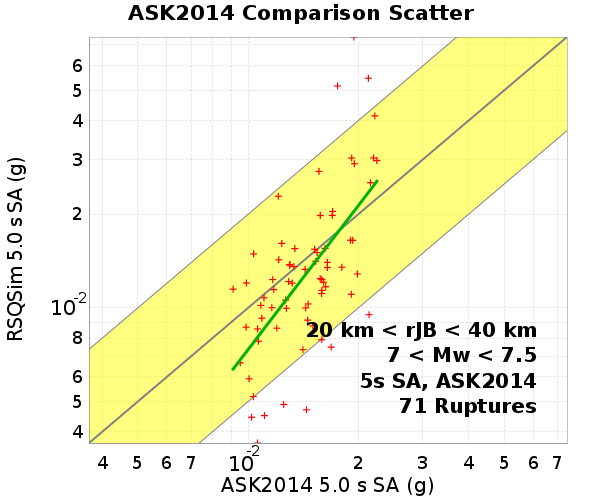 ASK2014 Comparison Scatter
RSQSim 5.0 s SA (g)
6
5
4
3
2
10-2
8
6
5
4
20 km < rJB < 40 km
7 < Mw < 7.5
5s SA, ASK2014
71 Ruptures
4 5 6 7 10-2 2 3 4 5 6 7
ASK2014 5.0 s SA (g)